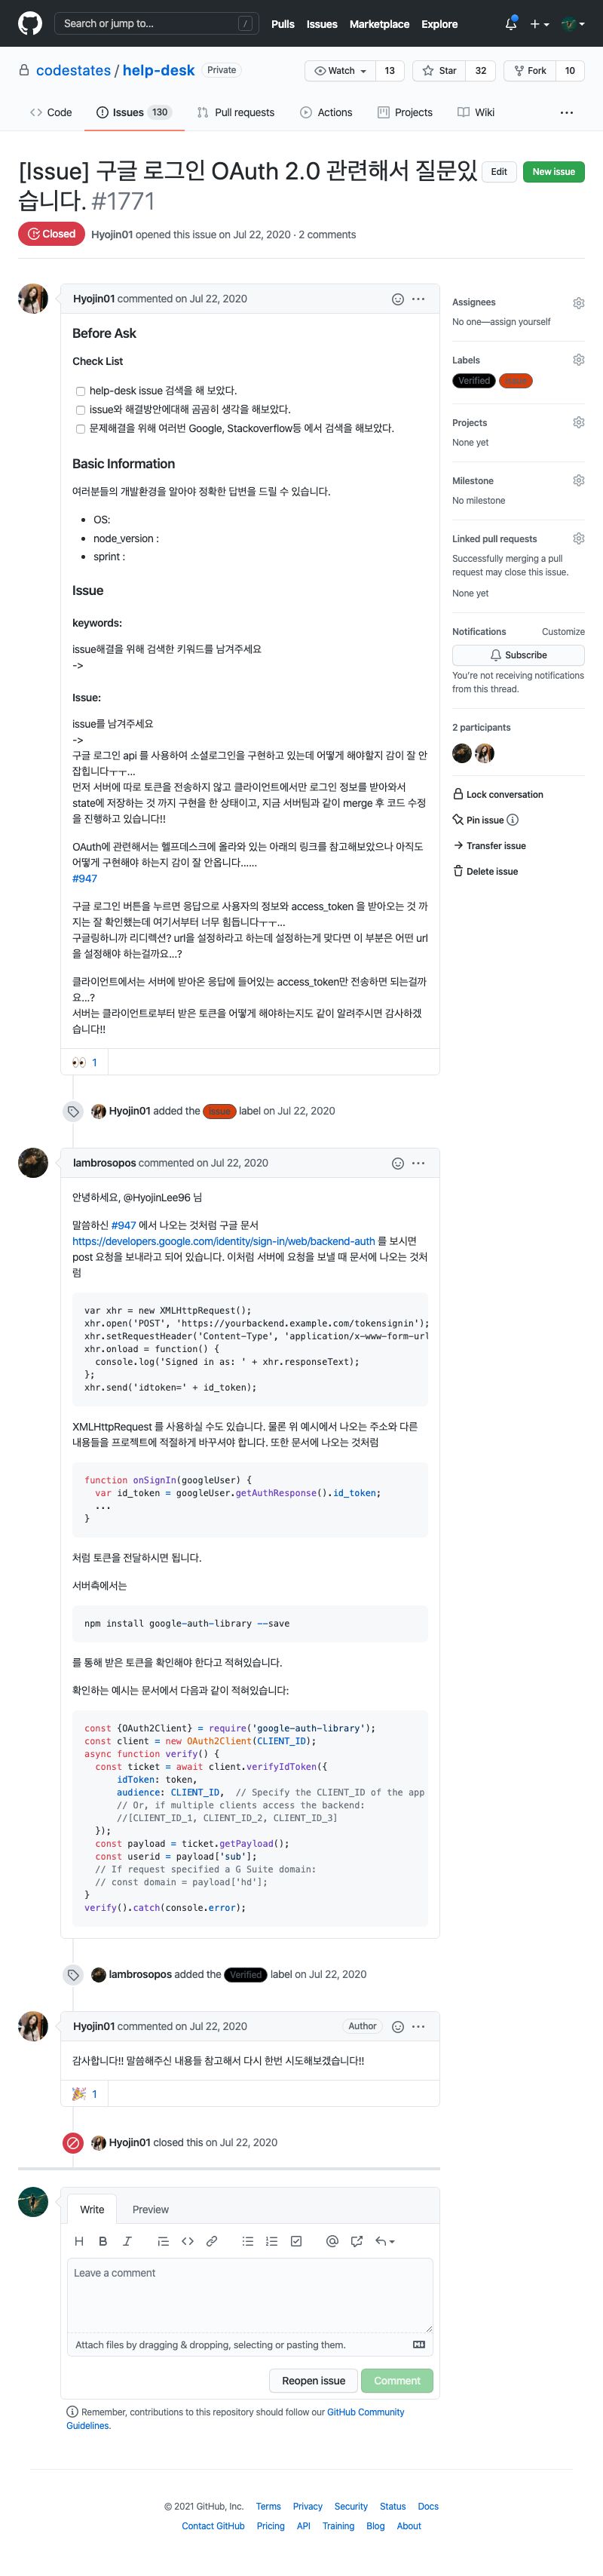 Search or jump to...
/
Pulls
Issues
Marketplace
Explore
codestates / help-desk
Private
Watch
13
Star
32
Fork
10
Code
Issues
130
Pull requests
Actions
Projects
Wiki
[Issue] 구글 로그인 OAuth 2.0 관련해서 질문있
습니다. #1771
Edit
New issue
Closed
Hyojin01 opened this issue on Jul 22, 2020 · 2 comments
Hyojin01 commented on Jul 22, 2020
Before Ask
Check List
help-desk issue 검색을 해 보았다.
issue와 해결방안에대해 곰곰히 생각을 해보았다.
문제해결을 위해 여러번 Google, Stackoverflow등 에서 검색을 해보았다.
Basic Information
여러분들의 개발환경을 알아야 정확한 답변을 드릴 수 있습니다.
• OS:
• node_version :
• sprint :
Issue
keywords:
issue해결을 위해 검색한 키워드를 남겨주세요
->
Issue:
issue를 남겨주세요
->
구글 로그인 api 를 사용하여 소셜로그인을 구현하고 있는데 어떻게 해야할지 감이 잘 안
잡힙니다ㅜㅜ...
먼저 서버에 따로 토큰을 전송하지 않고 클라이언트에서만 로그인 정보를 받아와서
state에 저장하는 것 까지 구현을 한 상태이고, 지금 서버팀과 같이 merge 후 코드 수정
을 진행하고 있습니다!!
OAuth에 관련해서는 헬프데스크에 올라와 있는 아래의 링크를 참고해보았으나 아직도
어떻게 구현해야 하는지 감이 잘 안옵니다......
#947
구글 로그인 버튼을 누르면 응답으로 사용자의 정보와 access_token 을 받아오는 것 까
지는 잘 확인했는데 여기서부터 너무 힘듭니다ㅜㅜ...
구글링하니까 리디렉션? url을 설정하라고 하는데 설정하는게 맞다면 이 부분은 어떤 url
을 설정해야 하는걸까요...?
클라이언트에서는 서버에 받아온 응답에 들어있는 access_token만 전송하면 되는걸까
요...?
서버는 클라이언트로부터 받은 토큰을 어떻게 해야하는지도 같이 알려주시면 감사하겠
습니다!!
👀 1
Hyojin01 added the issue label on Jul 22, 2020
lambrosopos commented on Jul 22, 2020
안녕하세요, @HyojinLee96 님
말씀하신 #947 에서 나오는 것처럼 구글 문서
https://developers.google.com/identity/sign-in/web/backend-auth 를 보시면
post 요청을 보내라고 되어 있습니다. 이처럼 서버에 요청을 보낼 때 문서에 나오는 것처
럼
var xhr = new XMLHttpRequest();
xhr.open('POST', 'https://yourbackend.example.com/tokensignin');
xhr.setRequestHeader('Content-Type', 'application/x-www-form-url
xhr.onload = function() {
console.log('Signed in as: ' + xhr.responseText);
};
xhr.send('idtoken=' + id_token);
XMLHttpRequest 를 사용하실 수도 있습니다. 물론 위 예시에서 나오는 주소와 다른
내용들을 프로젝트에 적절하게 바꾸셔야 합니다. 또한 문서에 나오는 것처럼
function onSignIn(googleUser) {
var id_token = googleUser.getAuthResponse().id_token;
...
}
처럼 토큰을 전달하시면 됩니다.
서버측에서는
npm install google-auth-library --save
를 통해 받은 토큰을 확인해야 한다고 적혀있습니다.
확인하는 예시는 문서에서 다음과 같이 적혀있습니다:
const {OAuth2Client} = require('google-auth-library');
const client = new OAuth2Client(CLIENT_ID);
async function verify() {
const ticket = await client.verifyIdToken({
idToken: token,
audience: CLIENT_ID,  // Specify the CLIENT_ID of the app
// Or, if multiple clients access the backend:
//[CLIENT_ID_1, CLIENT_ID_2, CLIENT_ID_3]
});
const payload = ticket.getPayload();
const userid = payload['sub'];
// If request specified a G Suite domain:
// const domain = payload['hd'];
}
verify().catch(console.error);
lambrosopos added the Verified label on Jul 22, 2020
Hyojin01 commented on Jul 22, 2020
Author
감사합니다!! 말씀해주신 내용들 참고해서 다시 한번 시도해보겠습니다!!
🎉 1
Hyojin01 closed this on Jul 22, 2020
Write
Preview
Leave a comment
Attach files by dragging & dropping, selecting or pasting them.
Reopen issue
Comment
Remember, contributions to this repository should follow our GitHub Community
Guidelines.
Assignees
No one—assign yourself
Labels
Verified
issue
Projects
None yet
Milestone
No milestone
Linked pull requests
Successfully merging a pull
request may close this issue.
None yet
Notifications
Customize
Subscribe
You're not receiving notifications
from this thread.
2 participants
Lock conversation
Pin issue
Transfer issue
Delete issue
© 2021 GitHub, Inc.
Terms
Privacy
Security
Status
Docs
Contact GitHub
Pricing
API
Training
Blog
About